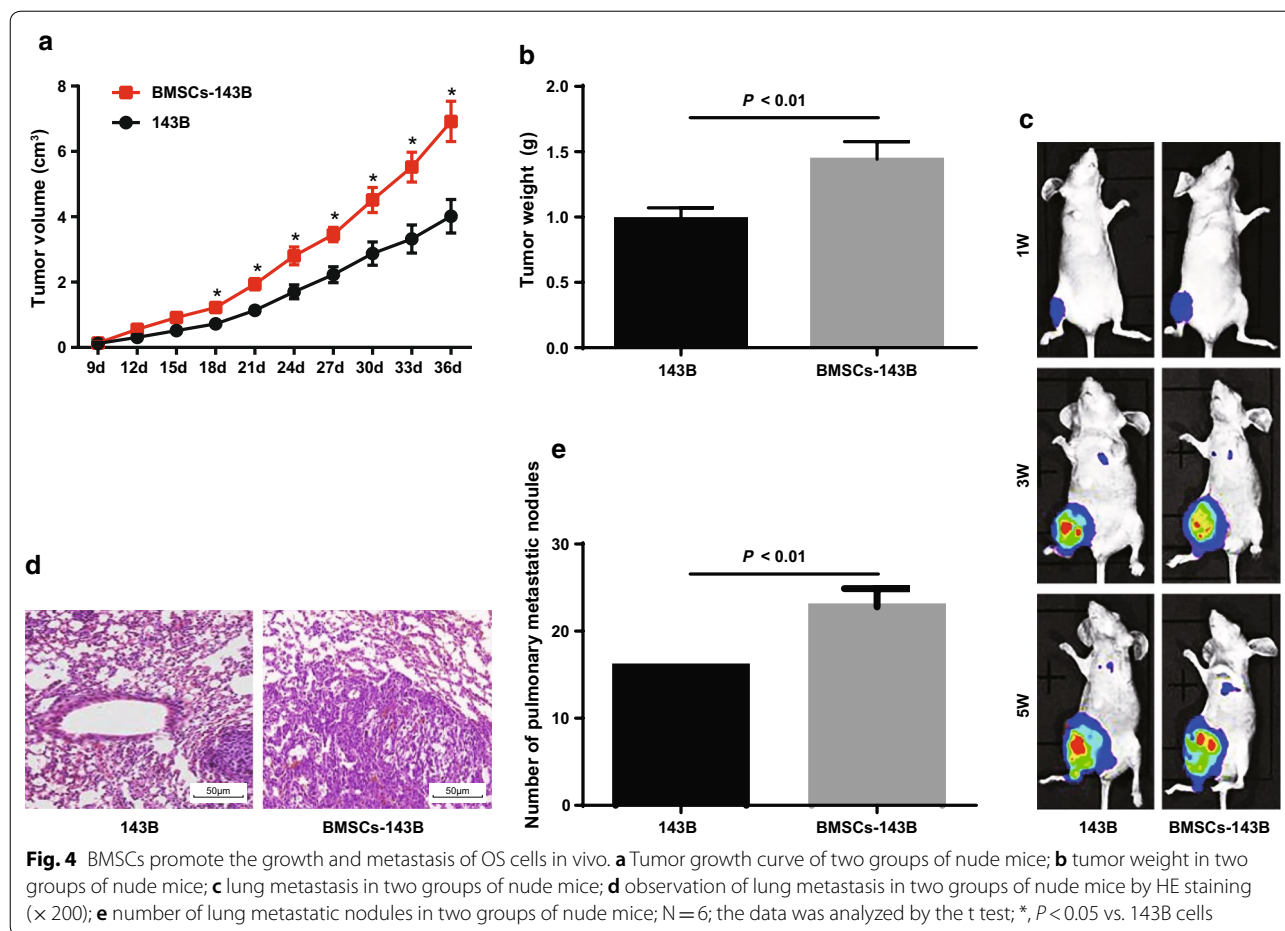 a
BMSCs-143B
143B
Tumor volume (cm³)
8
6
4
2
0
9d 12d 15d 18d 21d 24d 27d 30d 33d 36d
* * * * * * *
b
P < 0.01
Tumor weight (g)
2.0
1.5
1.0
0.5
0.0
143B BMSCs-143B
c
1W
3W
5W
143B BMSCs-143B
d
50μm 50μm
143B BMSCs-143B
e
P < 0.01
Number of pulmonary metastatic nodules
30
20
10
0
143B BMSCs-143B
Fig. 4 BMSCs promote the growth and metastasis of OS cells in vivo. a Tumor growth curve of two groups of nude mice; b tumor weight in two
groups of nude mice; c lung metastasis in two groups of nude mice; d observation of lung metastasis in two groups of nude mice by HE staining
(× 200); e number of lung metastatic nodules in two groups of nude mice; N = 6; the data was analyzed by the t test; *, P < 0.05 vs. 143B cells